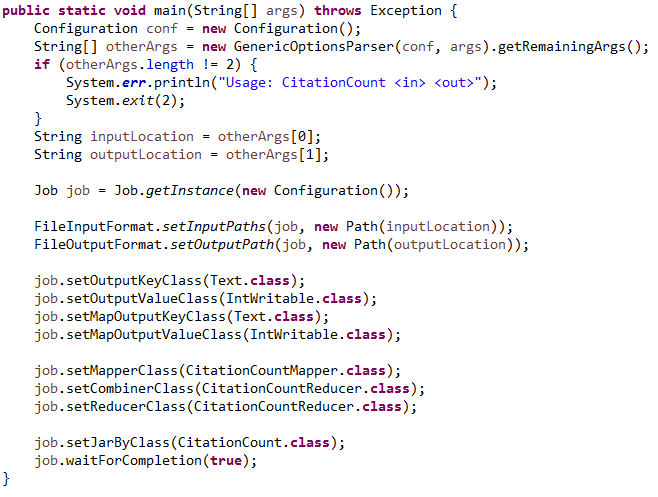 public static void main(String[] args) throws Exception {
    Configuration conf = new Configuration();
    String[] otherArgs = new GenericOptionsParser(conf, args).getRemainingArgs();
    if (otherArgs.length != 2) {
        System.err.println("Usage: CitationCount <in> <out>");
        System.exit(2);
    }
    String inputLocation = otherArgs[0];
    String outputLocation = otherArgs[1];

    Job job = Job.getInstance(new Configuration());

    FileInputFormat.setInputPaths(job, new Path(inputLocation));
    FileOutputFormat.setOutputPath(job, new Path(outputLocation));

    job.setOutputKeyClass(Text.class);
    job.setOutputValueClass(IntWritable.class);
    job.setMapOutputKeyClass(Text.class);
    job.setMapOutputValueClass(IntWritable.class);

    job.setMapperClass(CitationCountMapper.class);
    job.setCombinerClass(CitationCountReducer.class);
    job.setReducerClass(CitationCountReducer.class);

    job.setJarByClass(CitationCount.class);
    job.waitForCompletion(true);
}